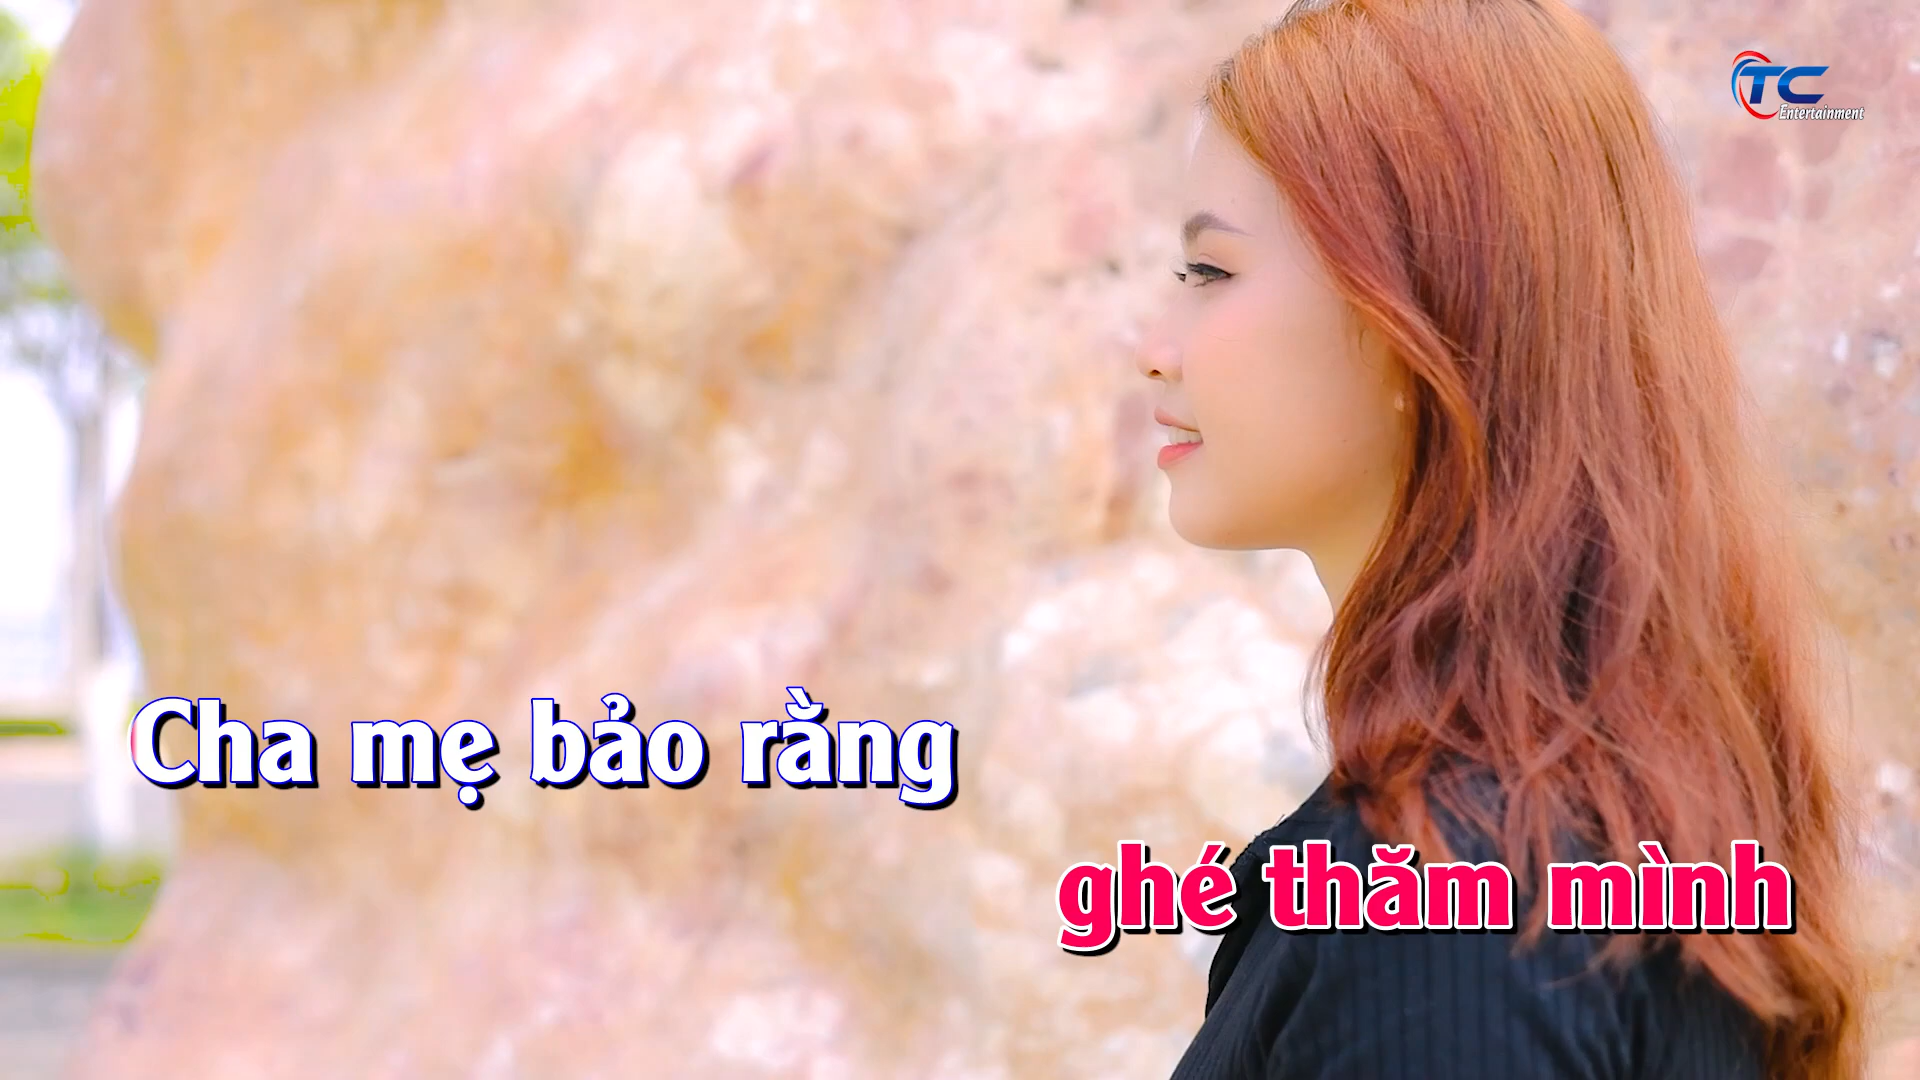 TC
Entertainment
Cha mẹ bảo rằng
ghé thăm mình